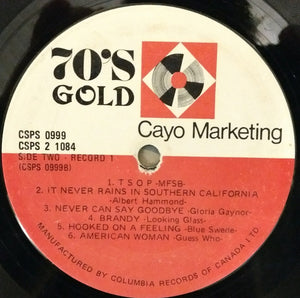 70'S
GOLD
CSPS 0999
CSPS 2 1084
Cayo Marketing
SIDE TWO - RECORD 1
(CSPS 0999B)
1. T S O P -MFSB-
2. IT NEVER RAINS IN SOUTHERN CALIFORNIA
-Albert Hammond-
3. NEVER CAN SAY GOODBYE -Gloria Gaynor
4. BRANDY -Looking Glass-
5. HOOKED ON A FEELING -Blue Swede-
6. AMERICAN WOMAN -Guess Who-
MANUFACTURED BY COLUMBIA RECORDS OF CANADA LTD